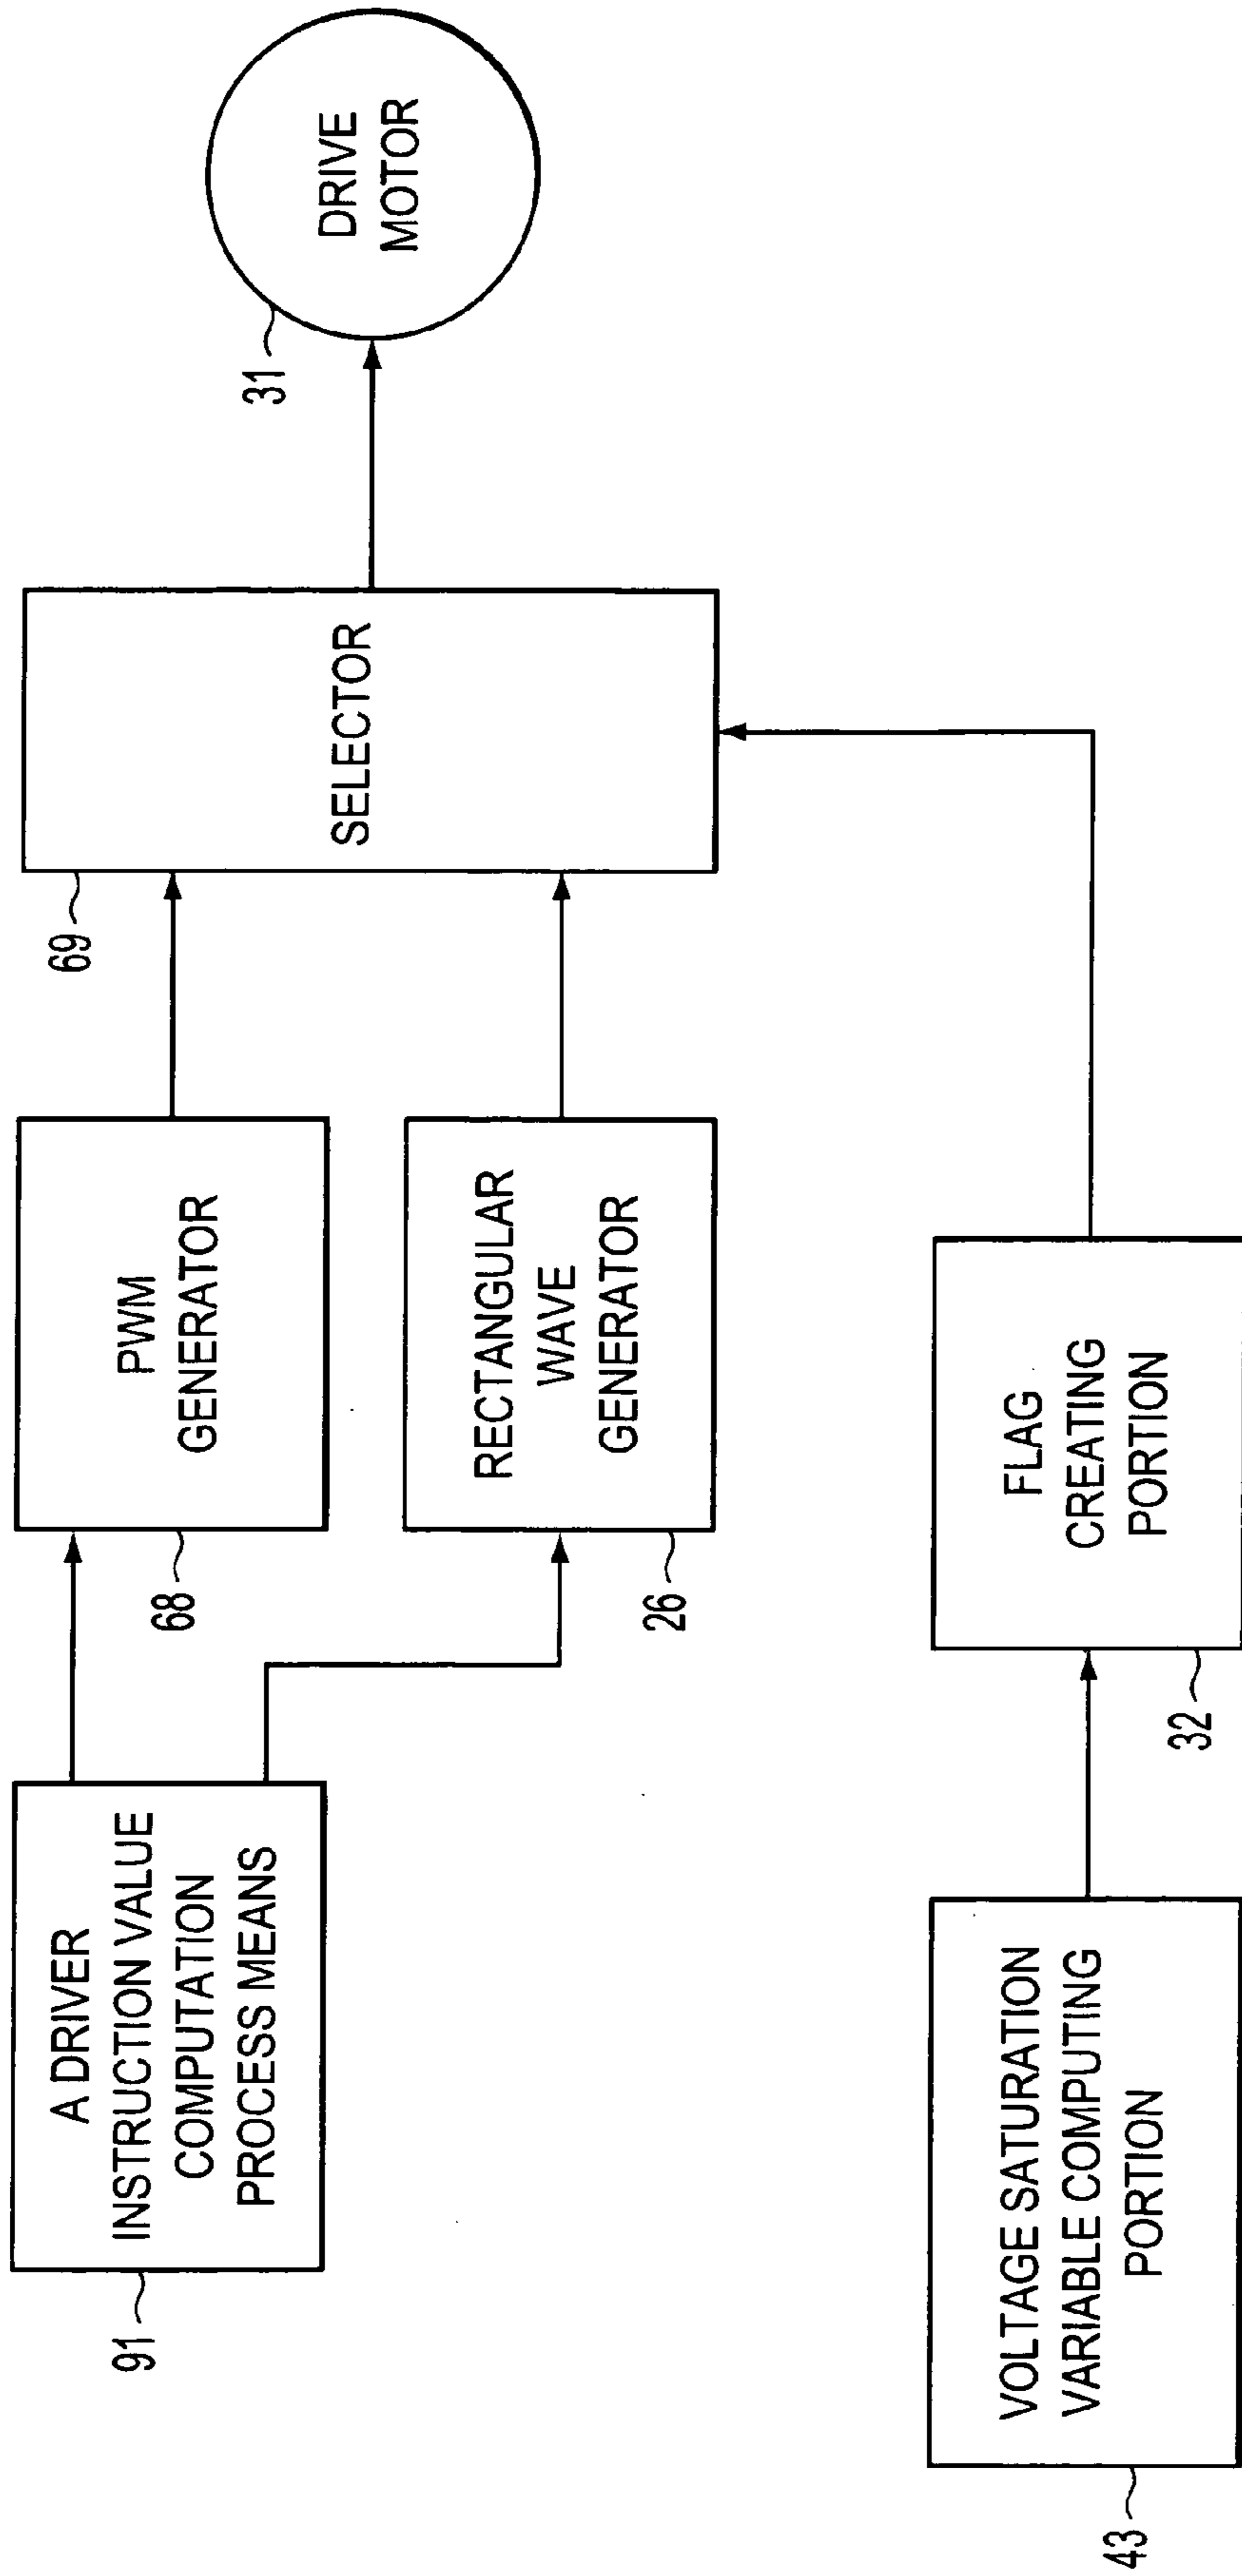 A DRIVER
INSTRUCTION VALUE
COMPUTATION
PROCESS MEANS
91
PWM
GENERATOR
68
RECTANGULAR
WAVE
GENERATOR
26
SELECTOR
69
DRIVE
MOTOR
31
VOLTAGE SATURATION
VARIABLE COMPUTING
PORTION
43
FLAG
CREATING
PORTION
32